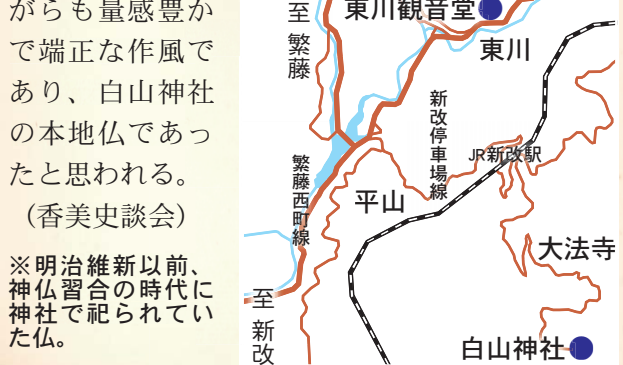 がらも量感豊か
で端正な作風で
あり、白山神社
の本地仏であっ
たと思われる。
（香美史談会）
※明治維新以前、
神仏習合の時代に
神社で祀られてい
た仏。
至 繁藤
東川観音堂
東川
新改停車場線
JR新改駅
繁藤西町線
平山
大法寺
至 新改
白山神社